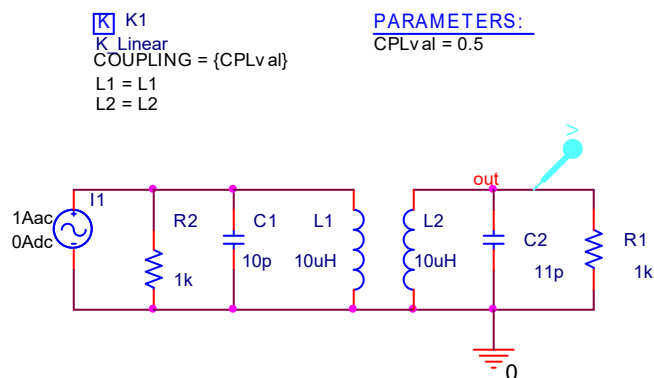 K K1
K_Linear
COUPLING = {CPLval}
L1 = L1
L2 = L2
PARAMETERS:
CPLval = 0.5
V
out
I1
1Aac
0Adc
R2
1k
C1
10p
L1
10uH
L2
10uH
C2
11p
R1
1k
0